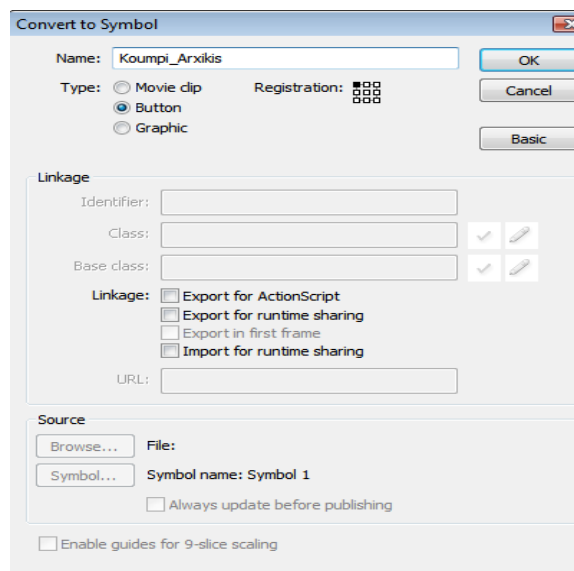 Convert to Symbol
Name: Koumpi_Arxikis
OK
Type: Movie clip
Registration:
Cancel
Button
Graphic
Basic
Linkage
Identifier:
Class:
Base class:
Linkage: Export for ActionScript
Export for runtime sharing
Export in first frame
Import for runtime sharing
URL:
Source
Browse... File:
Symbol... Symbol name: Symbol 1
Always update before publishing
Enable guides for 9-slice scaling